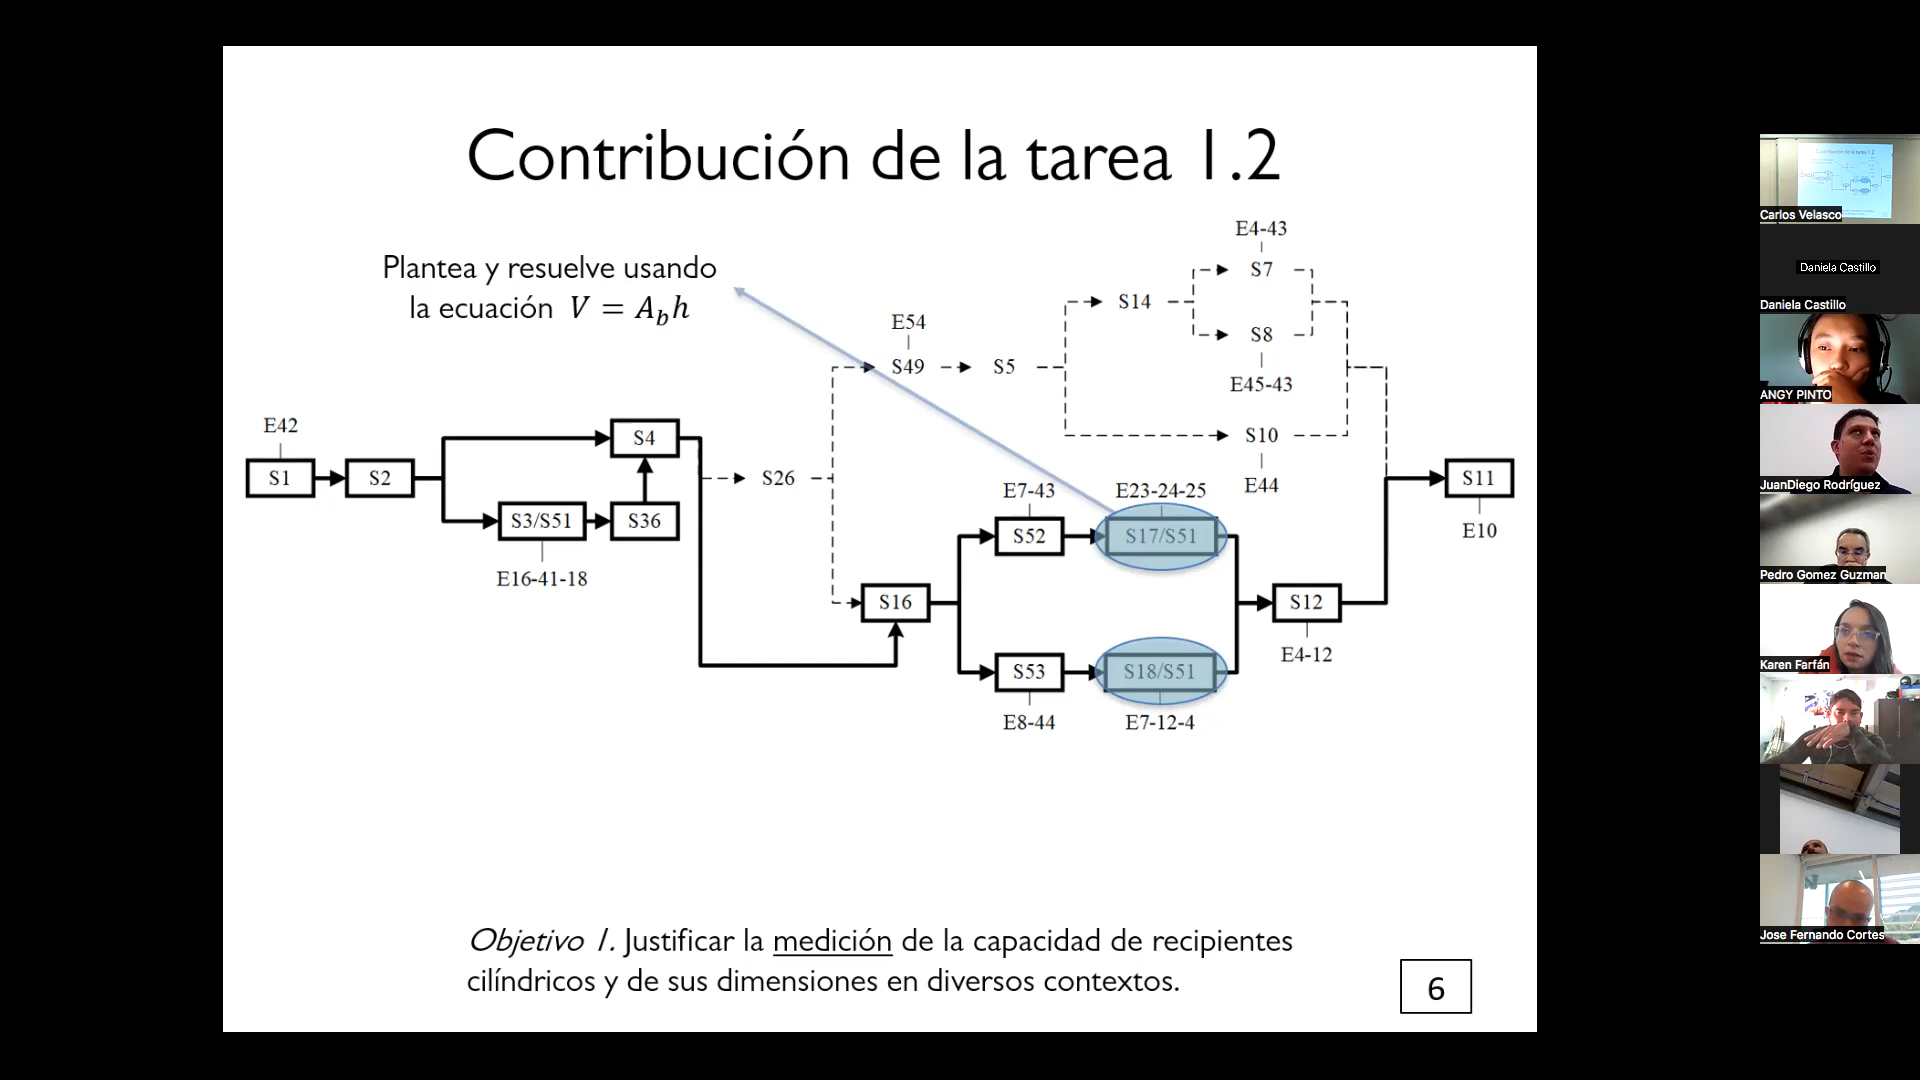 Contribución de la tarea 1.2
Plantea y resuelve usando
la ecuación V = A_b h
E4-43
S7
S14
E54
S8
S49
S5
E45-43
E42
S4
S10
S1
S2
S26
S11
E44
E7-43
E23-24-25
S3/S51
S36
S52
S17/S51
E10
E16-41-18
S16
S12
E4-12
S53
S18/S51
E8-44
E7-12-4
Objetivo 1. Justificar la medición de la capacidad de recipientes
cilíndricos y de sus dimensiones en diversos contextos.
6
Carlos Velasco
Daniela Castillo
Daniela Castillo
ANGY PINTO
JuanDiego Rodríguez
Pedro Gomez Guzman
Karen Farfán
Jose Fernando Cortes